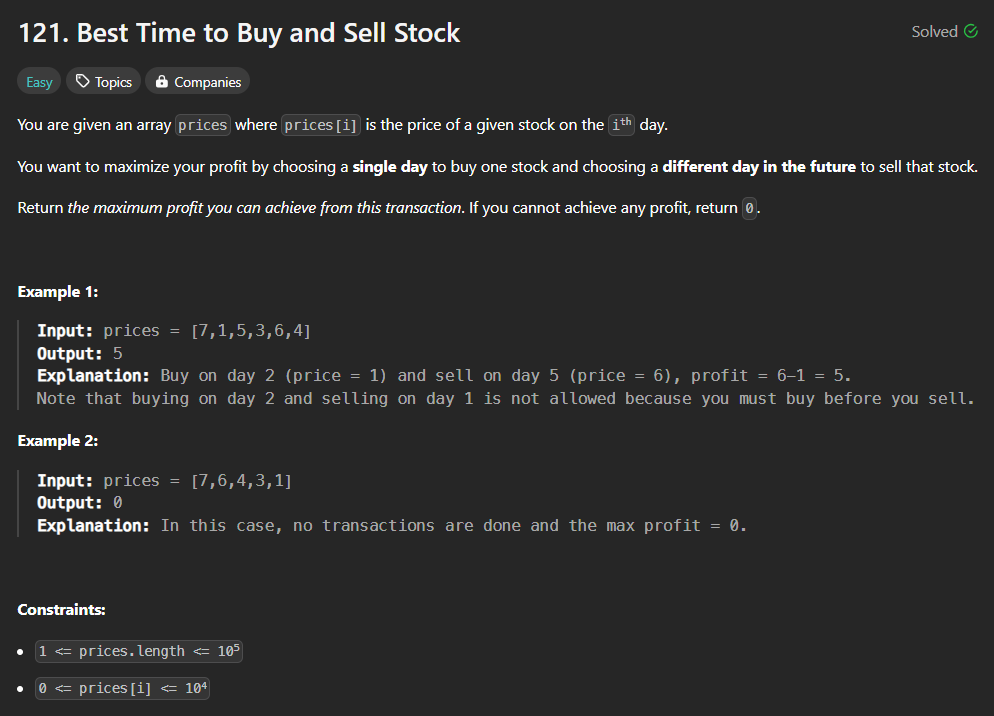 121. Best Time to Buy and Sell Stock
Solved
Easy Topics Companies
You are given an array prices where prices[i] is the price of a given stock on the iᵗʰ day.
You want to maximize your profit by choosing a single day to buy one stock and choosing a different day in the future to sell that stock.
Return the maximum profit you can achieve from this transaction. If you cannot achieve any profit, return 0.
Example 1:
Input: prices = [7,1,5,3,6,4]
Output: 5
Explanation: Buy on day 2 (price = 1) and sell on day 5 (price = 6), profit = 6-1 = 5.
Note that buying on day 2 and selling on day 1 is not allowed because you must buy before you sell.
Example 2:
Input: prices = [7,6,4,3,1]
Output: 0
Explanation: In this case, no transactions are done and the max profit = 0.
Constraints:
• 1 <= prices.length <= 10⁵
• 0 <= prices[i] <= 10⁴